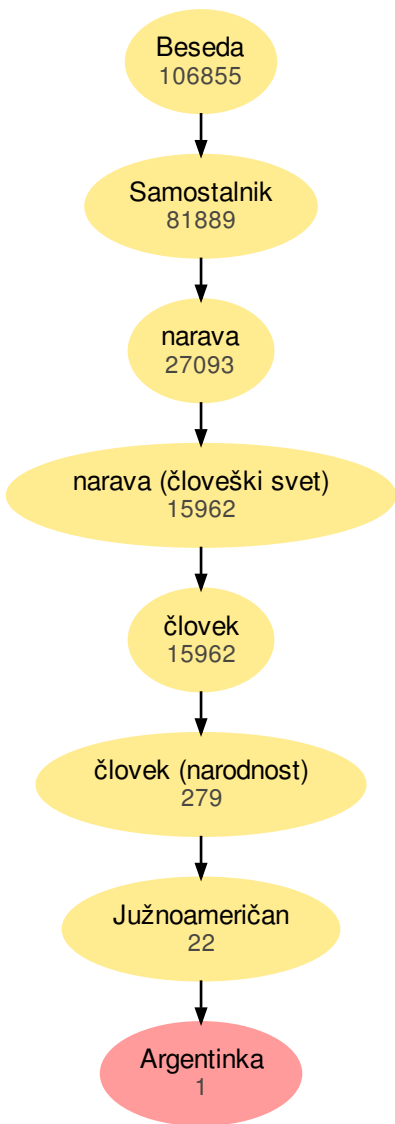 Beseda
106855
Samostalnik
81889
narava
27093
narava (človeški svet)
15962
človek
15962
človek (narodnost)
279
Južnoameričan
22
Argentinka
1